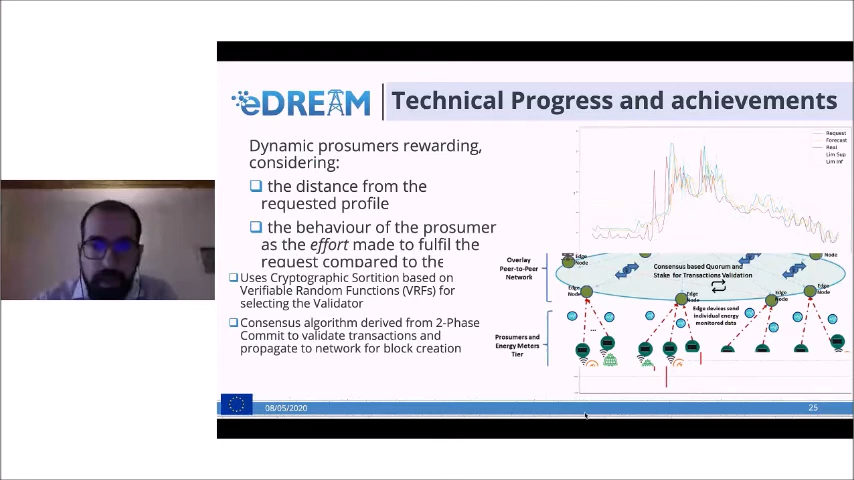 eDREAM
Technical Progress and achievements
Dynamic prosumers rewarding,
considering:
the distance from the
requested profile
the behaviour of the prosumer
as the effort made to fulfil the
request compared to the
Uses Cryptographic Sortition based on
Verifiable Random Functions (VRFs) for
selecting the Validator
Consensus algorithm derived from 2-Phase
Commit to validate transactions and
propagate to network for block creation
Request
Forecast
Real
Lim Sup
Lim Inf
Overlay
Peer-to-Peer
Network
Edge
Node
Edge
Node
Consensus based Quorum and
Stake for Transactions Validation
Edge
Node
Edge
Node
Edge
Node
Edge
Node
Edge devices send
individual energy
monitored data
Prosumers and
Energy Meters
Tier
...
08/05/2020
25